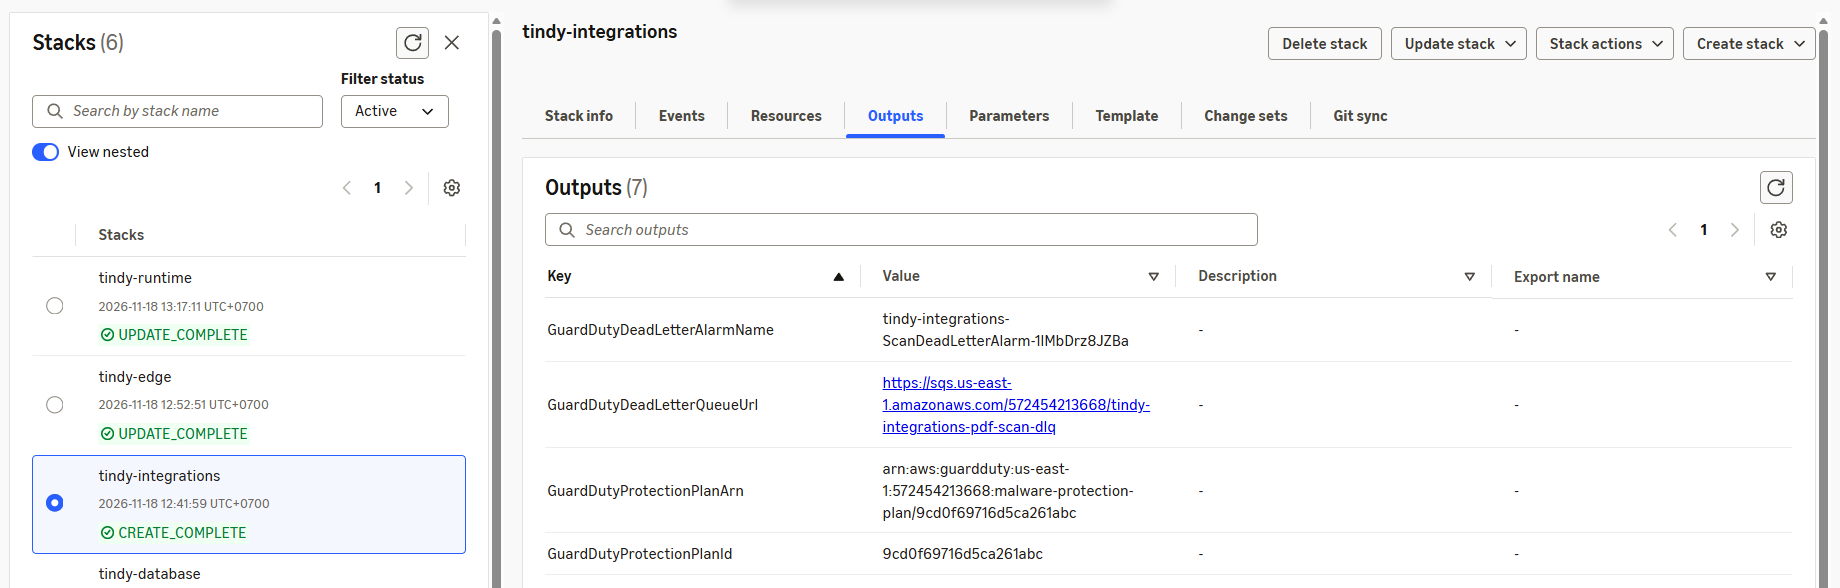 Stacks (6)
Filter status
Search by stack name
Active
View nested
1
Stacks
tindy-runtime
2026-11-18 13:17:11 UTC+0700
UPDATE_COMPLETE
tindy-edge
2026-11-18 12:52:51 UTC+0700
UPDATE_COMPLETE
tindy-integrations
2026-11-18 12:41:59 UTC+0700
CREATE_COMPLETE
tindy-database
tindy-integrations
Delete stack
Update stack
Stack actions
Create stack
Stack info
Events
Resources
Outputs
Parameters
Template
Change sets
Git sync
Outputs (7)
Search outputs
1
Key
Value
Description
Export name
GuardDutyDeadLetterAlarmName
tindy-integrations-
ScanDeadLetterAlarm-1IMbDrz8JZBa
-
-
GuardDutyDeadLetterQueueUrl
https://sqs.us-east-
1.amazonaws.com/572454213668/tindy-
integrations-pdf-scan-dlq
-
-
GuardDutyProtectionPlanArn
arn:aws:guardduty:us-east-
1:572454213668:malware-protection-
plan/9cd0f69716d5ca261abc
-
-
GuardDutyProtectionPlanId
9cd0f69716d5ca261abc
-
-